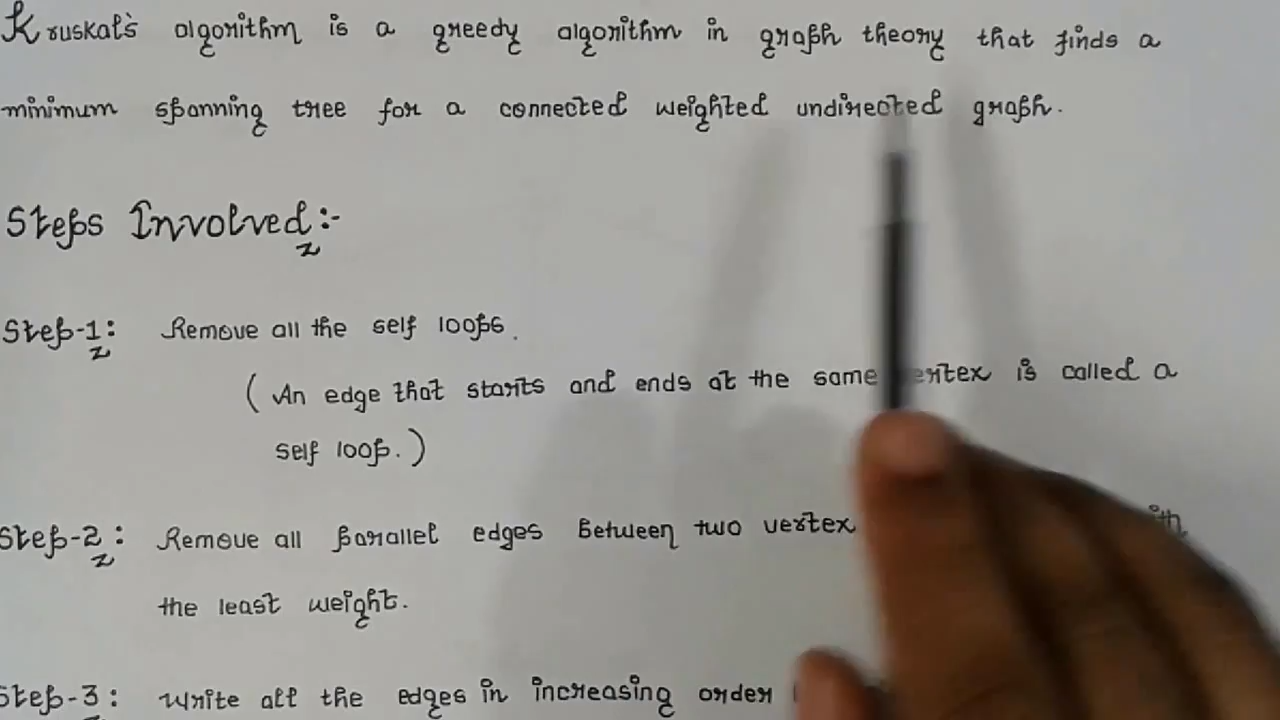 Kruskal's algorithm is a greedy algorithm in graph theory that finds a
minimum spanning tree for a connected weighted undirected graph.
Steps Involved:-
Step-1: Remove all the self loops.
(An edge that starts and ends at the same vertex is called a
self loop.)
Step-2: Remove all parallel edges between two vertex
the least weight.
Step-3: Write all the edges in increasing order